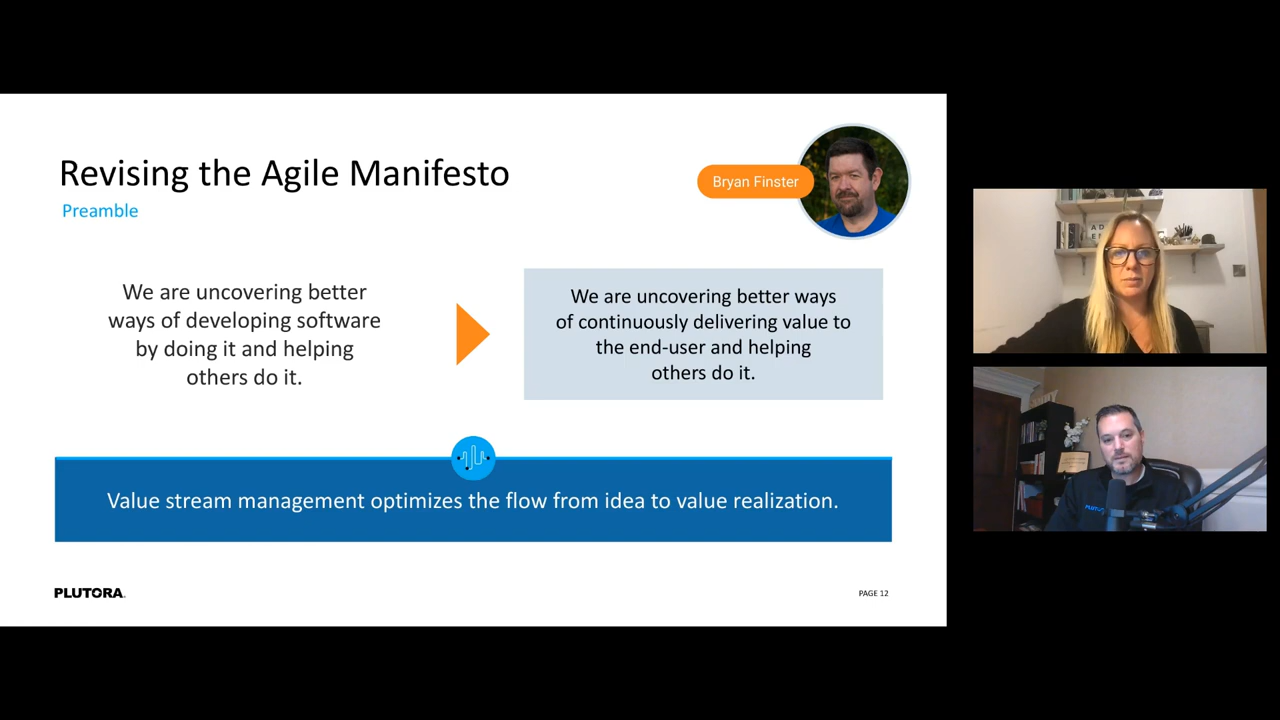 Revising the Agile Manifesto
Preamble
Bryan Finster
We are uncovering better
ways of developing software
by doing it and helping
others do it.
We are uncovering better ways
of continuously delivering value to
the end-user and helping
others do it.
Value stream management optimizes the flow from idea to value realization.
PLUTORA
PAGE 12